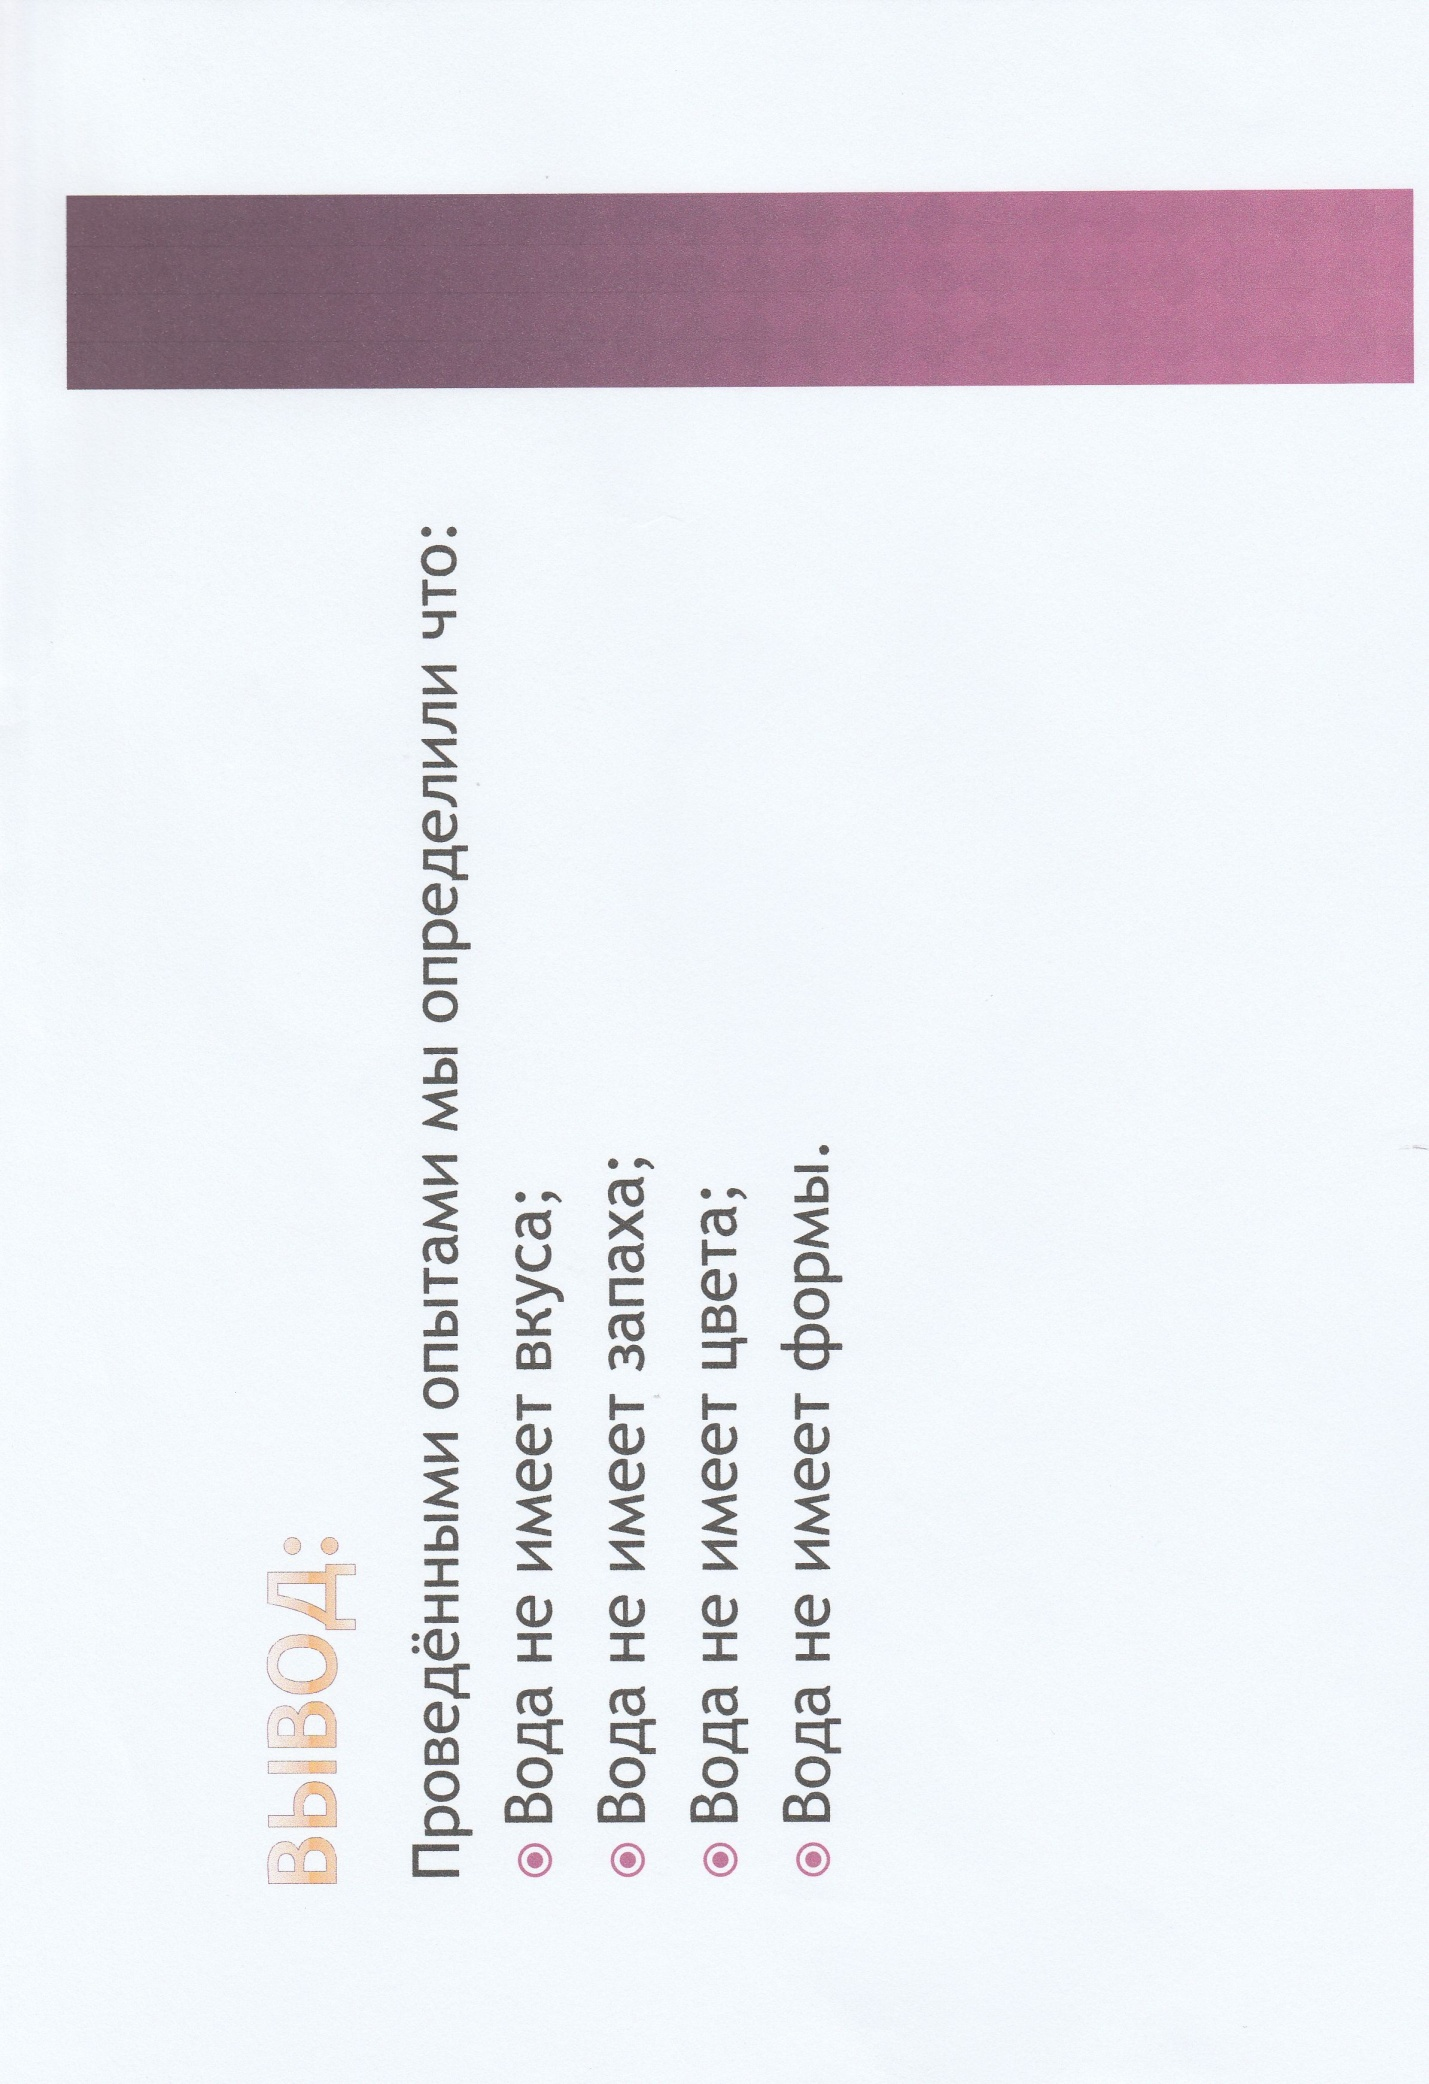 ВЫВОД:
Проведёнными опытами мы определили что:
Вода не имеет вкуса;
Вода не имеет запаха;
Вода не имеет цвета;
Вода не имеет формы.